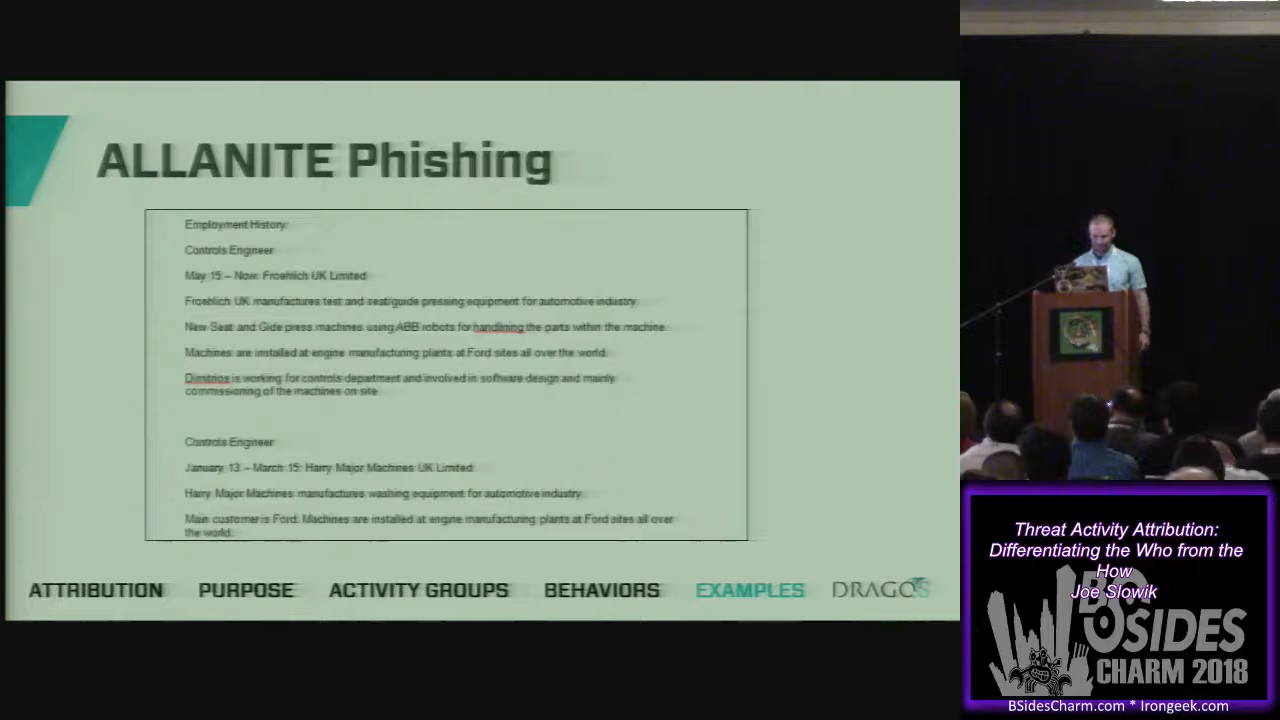 ALLANITE Phishing
Employment History:
Controls Engineer
May 15 – Now: Froehlich UK Limited
Froehlich UK manufactures test and seat/guide pressing equipment for automotive industry.
New Seat and Gide press machines using ABB robots for handlining the parts within the machine.
Machines are installed at engine manufacturing plants at Ford sites all over the world.
Dimitrios is working for controls department and involved in software design and mainly
commissioning of the machines on site.
Controls Engineer
January 13 – March 15: Harry Major Machines UK Limited
Harry Major Machines manufactures washing equipment for automotive industry.
Main customer is Ford. Machines are installed at engine manufacturing plants at Ford sites all over
the world.
ATTRIBUTION PURPOSE ACTIVITY GROUPS BEHAVIORS EXAMPLES DRAGOS
Threat Activity Attribution:
Differentiating the Who from the
How
Joe Slowik
BSIDES
CHARM 2018
BSidesCharm.com * Irongeek.com